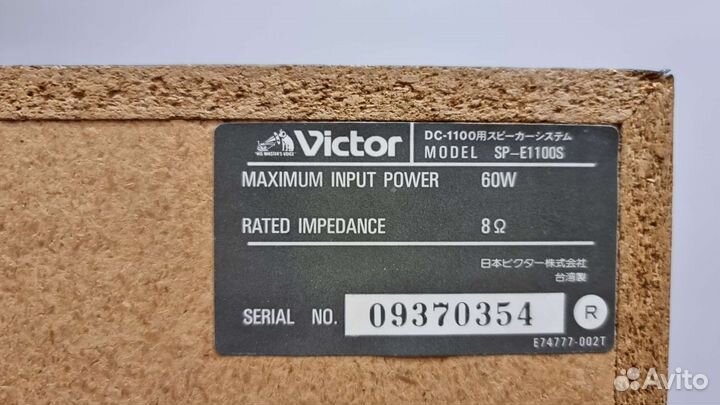 "HIS MASTER'S VOICE"
Victor
DC-1100用スピーカーシステム
MODEL SP-E1100S
MAXIMUM INPUT POWER 60W
RATED IMPEDANCE 8Ω
日本ビクター株式会社
台湾製
SERIAL NO. 09370354 R
E74777-002T
Avito